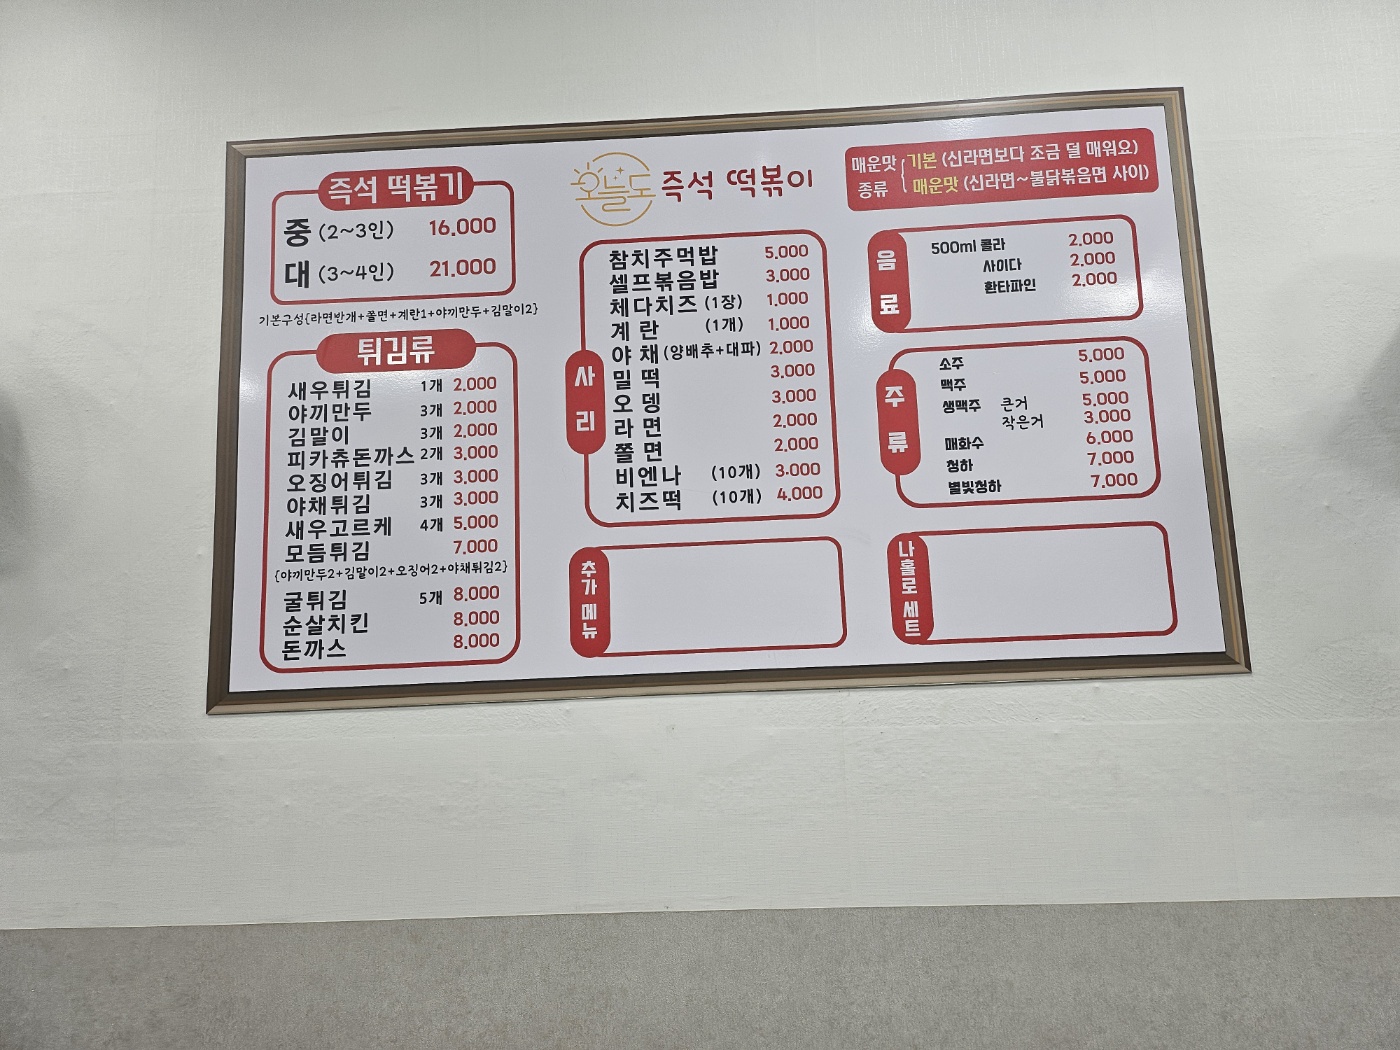 즉석 떡볶기
중 (2~3인) 16.000
대 (3~4인) 21.000
기본구성{라면반개+쫄면+계란1+야끼만두+김말이2}
튀김류
새우튀김 1개 2.000
야끼만두 3개 2.000
김말이 3개 2.000
피카츄돈까스 2개 3.000
오징어튀김 3개 3.000
야채튀김 3개 3.000
새우고르케 4개 5.000
모듬튀김 7.000
{야끼만두2+김말이2+오징어2+야채튀김2}
굴튀김 5개 8.000
순살치킨 8.000
돈까스 8.000
오늘도 즉석 떡볶이
사리
참치주먹밥 5.000
셀프볶음밥 3.000
체다치즈 (1장) 1.000
계 란 (1개) 1.000
야 채 (양배추+대파) 2.000
밀 떡 3.000
오 뎅 3.000
라 면 2.000
쫄 면 2.000
비엔나 (10개) 3.000
치즈떡 (10개) 4.000
추가 메뉴
매운맛 종류
기본 (신라면보다 조금 덜 매워요)
매운맛 (신라면~불닭볶음면 사이)
음료
500ml 콜라 2.000
사이다 2.000
환타파인 2.000
주류
소주 5.000
맥주 5.000
생맥주 큰거 5.000
작은거 3.000
매화수 6.000
청하 7.000
별빛청하 7.000
나홀로 세트